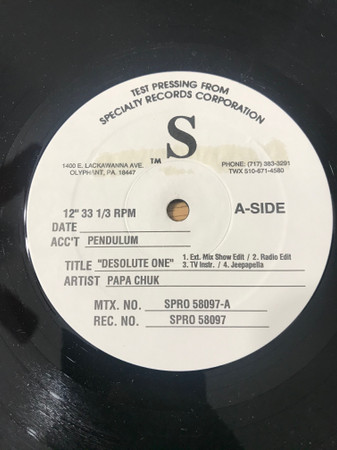 TEST PRESSING FROM
SPECIALTY RECORDS CORPORATION
S TM
1400 E. LACKAWANNA AVE. PHONE: (717) 383-3291
OLYPHANT, PA. 18447 TWX 510-671-4580
12" 33 1/3 RPM A-SIDE
DATE
ACC'T PENDULUM
TITLE "DESOLUTE ONE" 1. Ext. Mix Show Edit / 2. Radio Edit
3. TV Instr. / 4. Jeepapella
ARTIST PAPA CHUK
MTX. NO. SPRO 58097-A
REC. NO. SPRO 58097